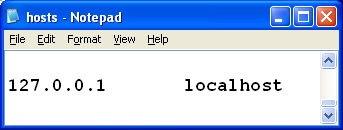 hosts - Notepad
File Edit Format View Help
127.0.0.1 localhost